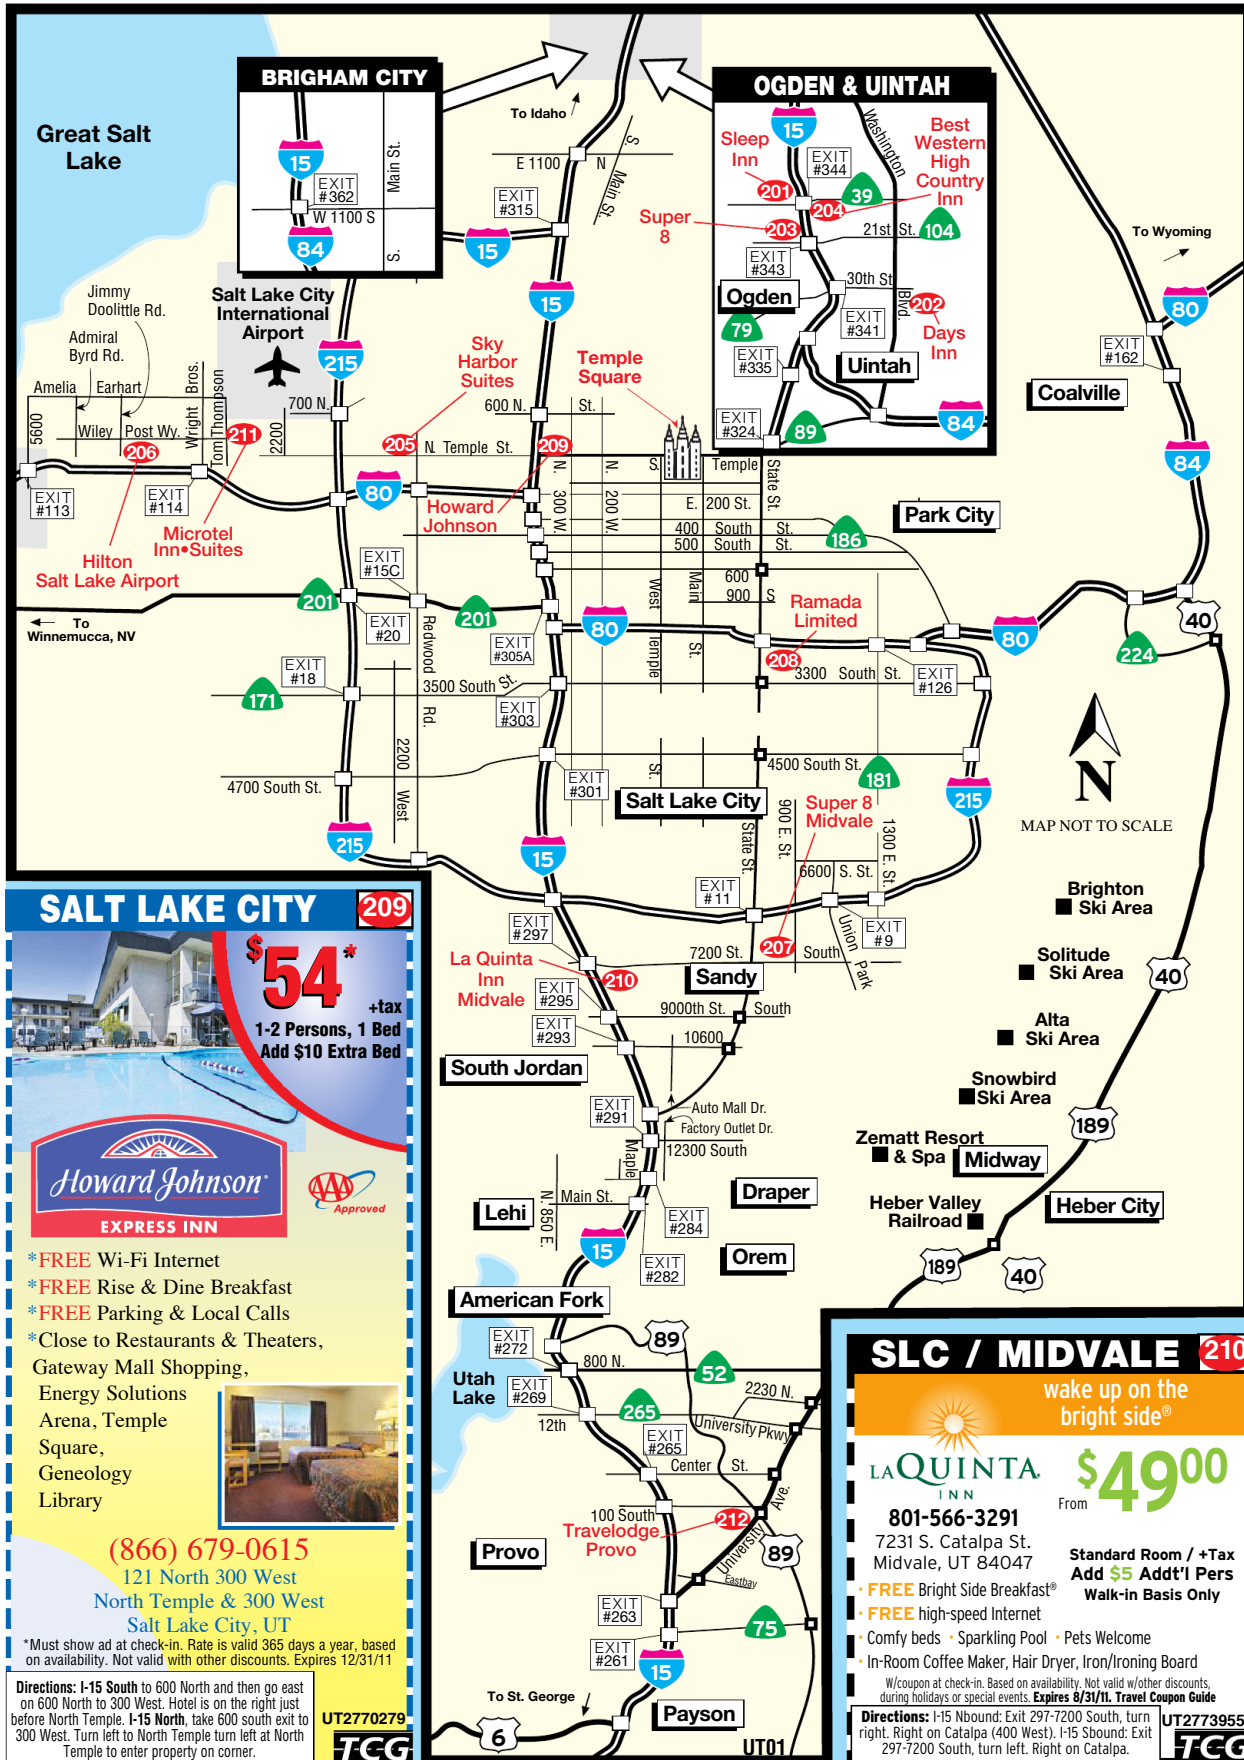 BRIGHAM CITY
15
EXIT
#362
Main St.
W 1100 S
84
S.
Great Salt
Lake
To Idaho
E 1100
N
S.
Main St.
EXIT
#315
15
15
OGDEN & UINTAH
Sleep
Inn
15
Washington
Best
Western
High
Country
Inn
EXIT
#344
201
39
204
Super
8
203
21st St.
104
EXIT
#343
30th St
Ogden
Blvd.
202
79
EXIT
#341
Days
Inn
EXIT
#335
Uintah
EXIT
#324
89
84
To Wyoming
80
EXIT
#162
Coalville
84
Jimmy
Doolittle Rd.
Admiral
Byrd Rd.
Salt Lake City
International
Airport
215
Sky
Harbor
Suites
Temple
Square
Amelia
Earhart
Wright Bros.
Tom Thompson
5600
Wiley
Post Wy.
206
211
2200
700 N.
600 N.
St.
205
N. Temple St.
209
N.
300 W.
N.
200 W.
S.
Temple
State St.
EXIT
#113
EXIT
#114
80
Howard
Johnson
E. 200 St.
400 South St.
500 South St.
186
Park City
Microtel
Inn•Suites
Hilton
Salt Lake Airport
EXIT
#15C
600
900 S
West
Temple
St.
Main
St.
201
201
To
Winnemucca, NV
EXIT
#20
Redwood
Rd.
EXIT
#305A
80
Ramada
Limited
208
80
40
224
EXIT
#18
171
3500 South St.
EXIT
#303
3300 South St.
EXIT
#126
2200
West
N
MAP NOT TO SCALE
4700 South St.
EXIT
#301
4500 South St.
181
215
215
15
Salt Lake City
State St.
900 E. St.
Super 8
Midvale
1300 E. St.
6600 S. St.
EXIT
#11
EXIT
#9
Union
Park
EXIT
#297
La Quinta
Inn
Midvale
210
7200 St.
207
South
Sandy
EXIT
#295
9000th St.
South
EXIT
#293
10600
South Jordan
Brighton
Ski Area
Solitude
Ski Area
40
Alta
Ski Area
Snowbird
Ski Area
189
Zematt Resort
& Spa
Midway
Heber Valley
Railroad
Heber City
189
40
EXIT
#291
Auto Mall Dr.
Factory Outlet Dr.
12300 South
Maple
Draper
Lehi
N. 850 E.
Main St.
EXIT
#284
15
EXIT
#282
Orem
American Fork
EXIT
#272
89
800 N.
52
Utah
Lake
EXIT
#269
12th
265
2230 N.
University Pkwy
EXIT
#265
Center St.
100 South
Travelodge
Provo
212
University
Ave.
89
Provo
Eastbay
EXIT
#263
75
EXIT
#261
15
To St. George
6
Payson
UT01
SALT LAKE CITY
209
$54*
+tax
1-2 Persons, 1 Bed
Add $10 Extra Bed
Howard Johnson®
EXPRESS INN
AAA
Approved
*FREE Wi-Fi Internet
*FREE Rise & Dine Breakfast
*FREE Parking & Local Calls
*Close to Restaurants & Theaters,
Gateway Mall Shopping,
Energy Solutions
Arena, Temple
Square,
Geneology
Library
(866) 679-0615
121 North 300 West
North Temple & 300 West
Salt Lake City, UT
*Must show ad at check-in. Rate is valid 365 days a year, based
on availability. Not valid with other discounts. Expires 12/31/11
Directions: I-15 South to 600 North and then go east
on 600 North to 300 West. Hotel is on the right just
before North Temple. I-15 North, take 600 south exit to
300 West. Turn left to North Temple turn left at North
Temple to enter property on corner.
UT2770279
TCG
SLC / MIDVALE
210
wake up on the
bright side®
LA QUINTA
INN
From $49 00
801-566-3291
7231 S. Catalpa St.
Midvale, UT 84047
Standard Room / +Tax
Add $5 Addt'l Pers
Walk-in Basis Only
· FREE Bright Side Breakfast®
· FREE high-speed Internet
· Comfy beds · Sparkling Pool · Pets Welcome
· In-Room Coffee Maker, Hair Dryer, Iron/Ironing Board
W/coupon at check-in. Based on availability. Not valid w/other discounts,
during holidays or special events. Expires 8/31/11. Travel Coupon Guide
Directions: I-15 Nbound: Exit 297-7200 South, turn
right. Right on Catalpa (400 West). I-15 Sbound: Exit
297-7200 South, turn left. Right on Catalpa.
UT2773955
TCG